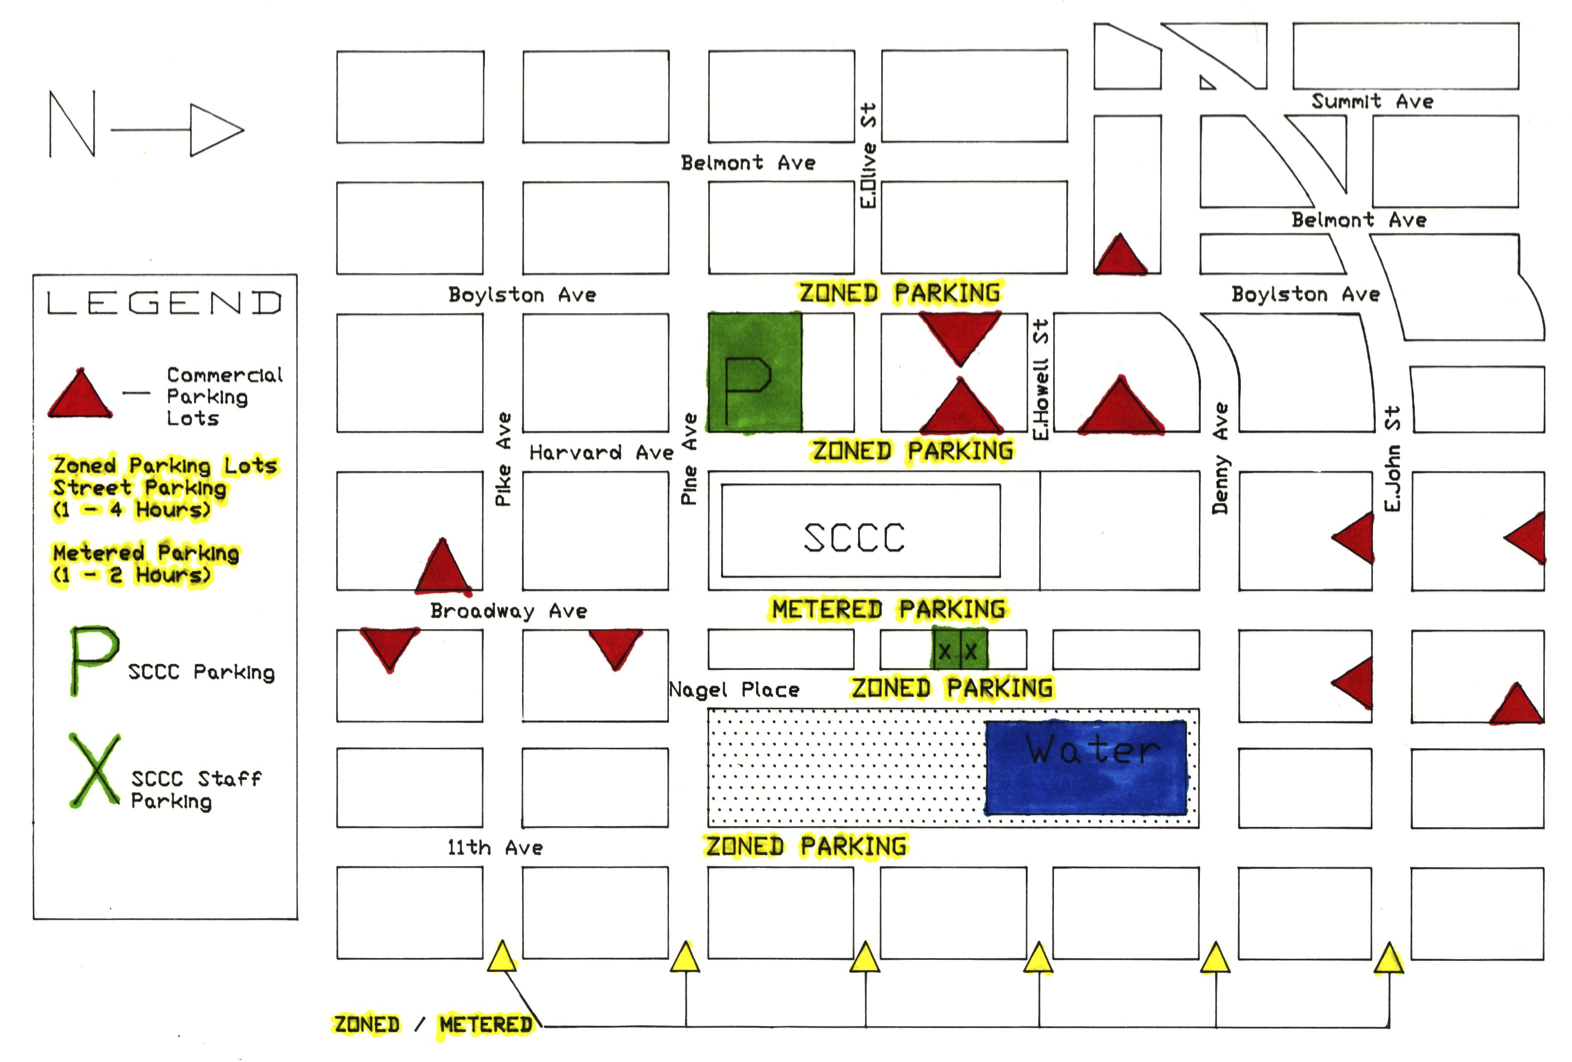 N
Summit Ave
E.Olive St
Belmont Ave
Belmont Ave
LEGEND
Commercial
Parking
Lots
Zoned Parking Lots
Street Parking
(1 - 4 Hours)
Metered Parking
(1 - 2 Hours)
P
SCCC Parking
X
SCCC Staff
Parking
Boylston Ave
ZONED PARKING
Boylston Ave
P
E.Howell St
Pike Ave
Harvard Ave
Pine Ave
ZONED PARKING
Denny Ave
E.John St
SCCC
Broadway Ave
METERED PARKING
X X
Nagel Place
ZONED PARKING
Water
11th Ave
ZONED PARKING
ZONED / METERED